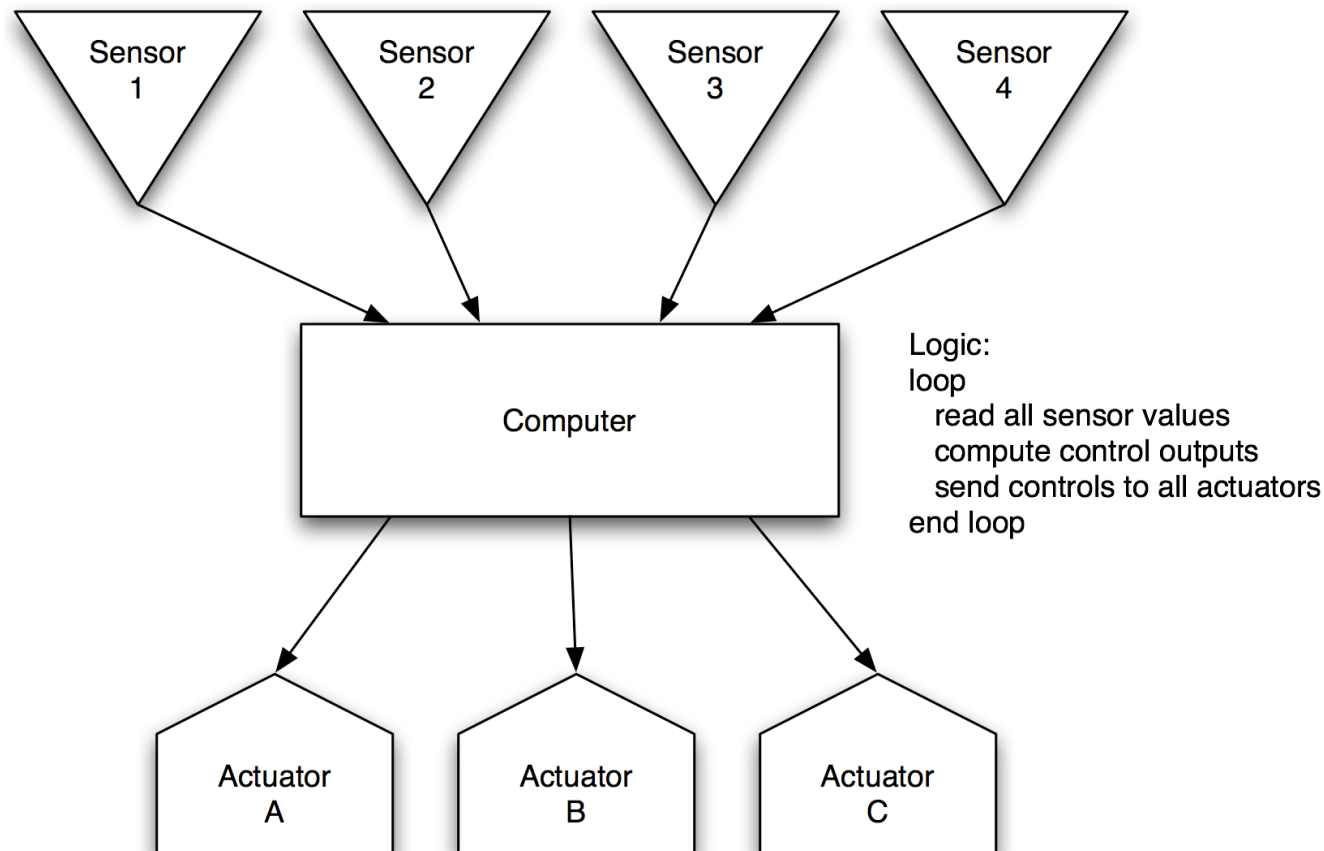 Sensor
1
Sensor
2
Sensor
3
Sensor
4
Computer
Logic:
loop
read all sensor values
compute control outputs
send controls to all actuators
end loop
Actuator
A
Actuator
B
Actuator
C